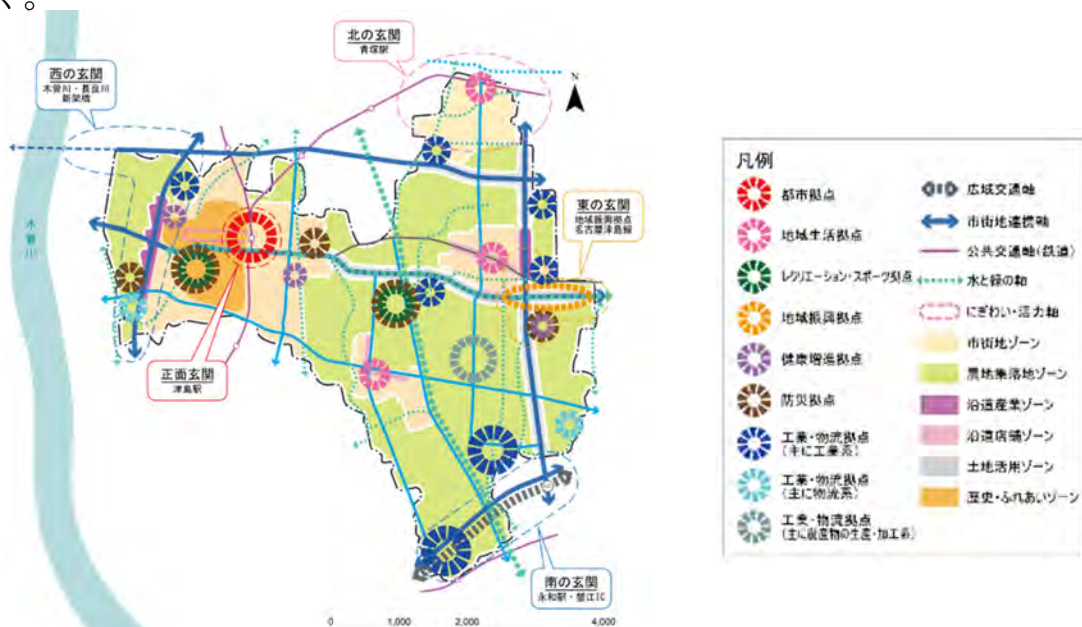 く。
北の玄関
青塚駅
西の玄関
木曽川・長良川
新架橋
N
東の玄関
地域振興拠点
名古屋津島線
木曽川
正面玄関
津島駅
南の玄関
永和駅・蟹江IC
0 1,000 2,000 4,000
凡例
都市拠点
地域生活拠点
レクリエーション・スポーツ拠点
地域振興拠点
健康増進拠点
防災拠点
工業・物流拠点
(主に工業系)
工業・物流拠点
(主に物流系)
工業・物流拠点
(主に農産物の生産・加工系)
広域交通軸
市街地連携軸
公共交通軸(鉄道)
水と緑の軸
にぎわい・活力軸
市街地ゾーン
農地集落地ゾーン
沿道産業ゾーン
沿道店舗ゾーン
土地活用ゾーン
歴史・ふれあいゾーン